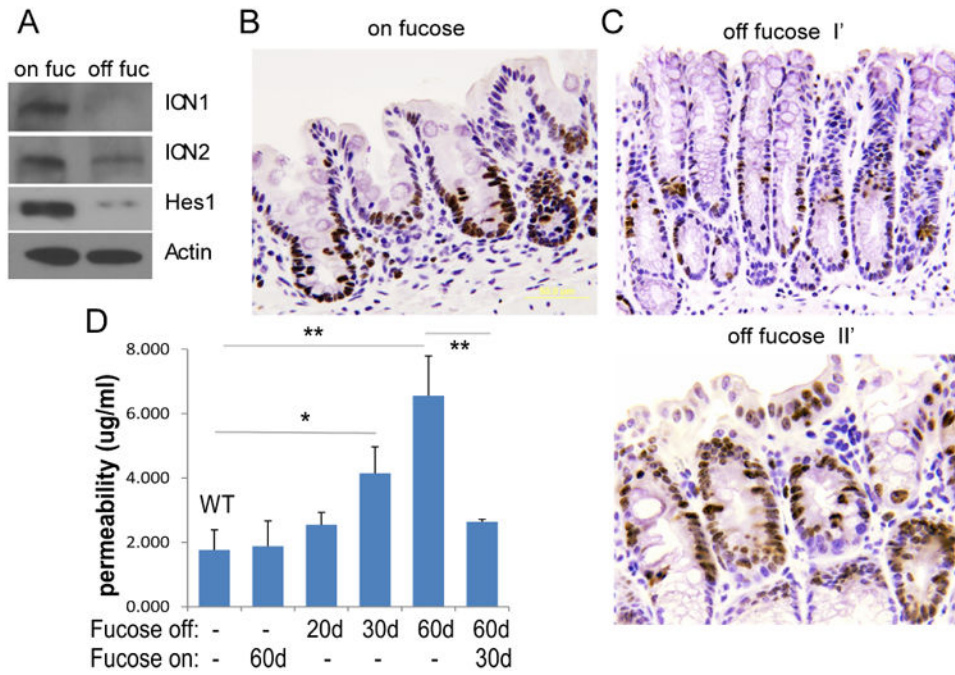 A
on fuc off fuc
ICN1
ICN2
Hes1
Actin
B
on fucose
C
off fucose I'
off fucose II'
D
permeability (ug/ml)
8.000
6.000
4.000
2.000
0.000
WT
*
**
**
Fucose off: - - 20d 30d 60d 60d
Fucose on: - 60d - - - 30d